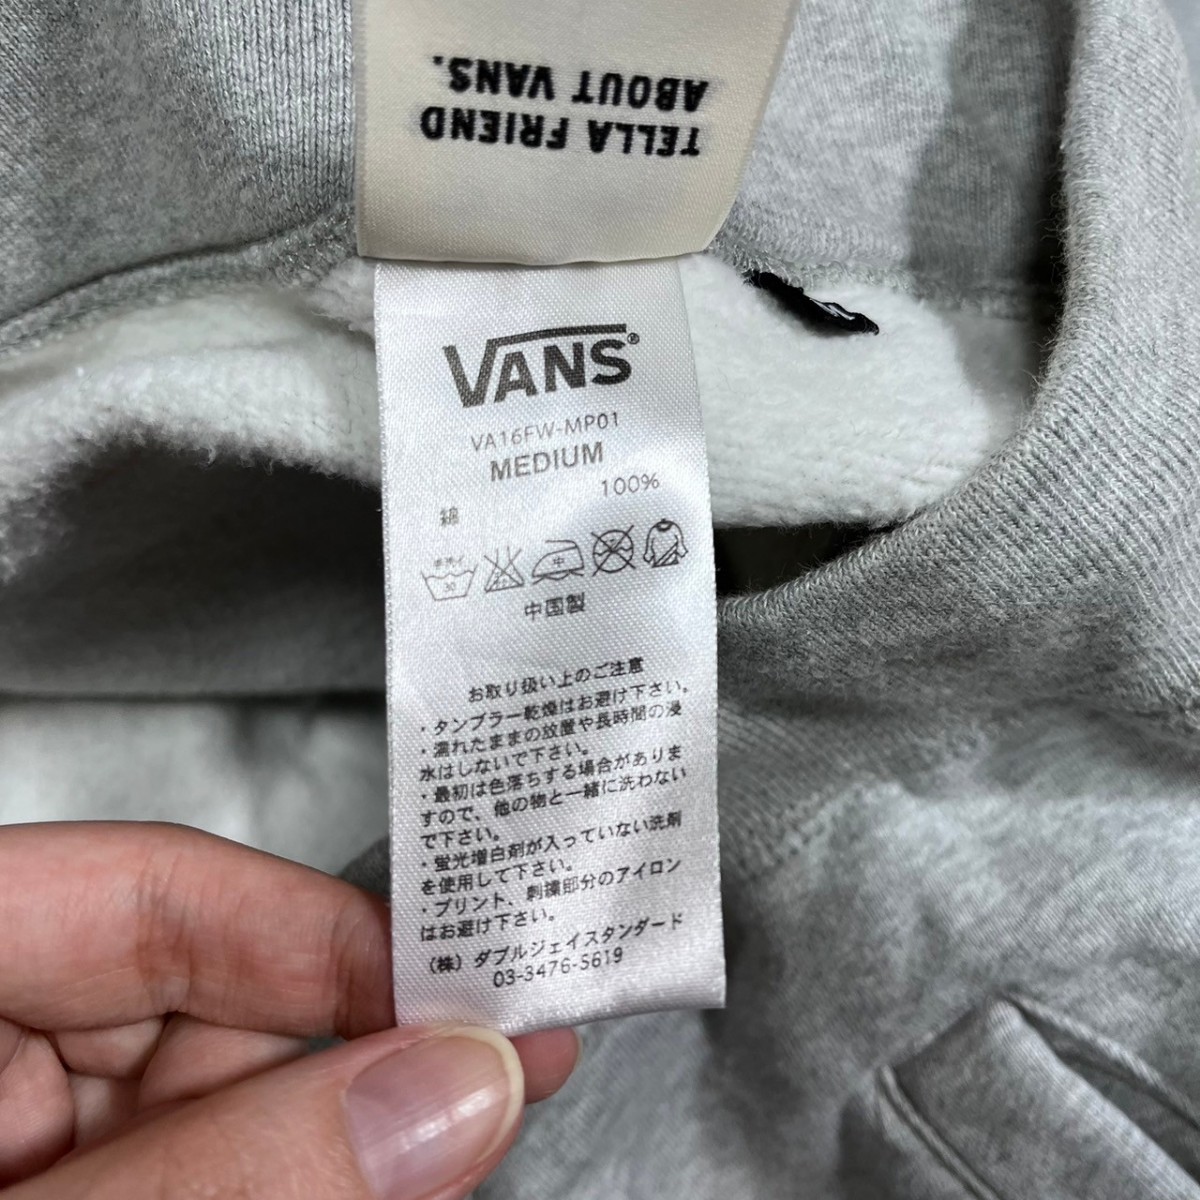 TELLA FRIEND
ABOUT VANS.
VANS®
VA16FW-MP01
MEDIUM
綿 100%
手洗イ
30
中
中国製
お取り扱い上のご注意
・タンブラー乾燥はお避け下さい。
・濡れたままの放置や長時間の浸
水はしないで下さい。
・最初は色落ちする場合がありま
すので、他の物と一緒に洗わない
で下さい。
・蛍光増白剤が入っていない洗剤
を使用して下さい。
・プリント、刺繍部分のアイロン
はお避け下さい。
(株) ダブルジェイスタンダード
03-3476-5619